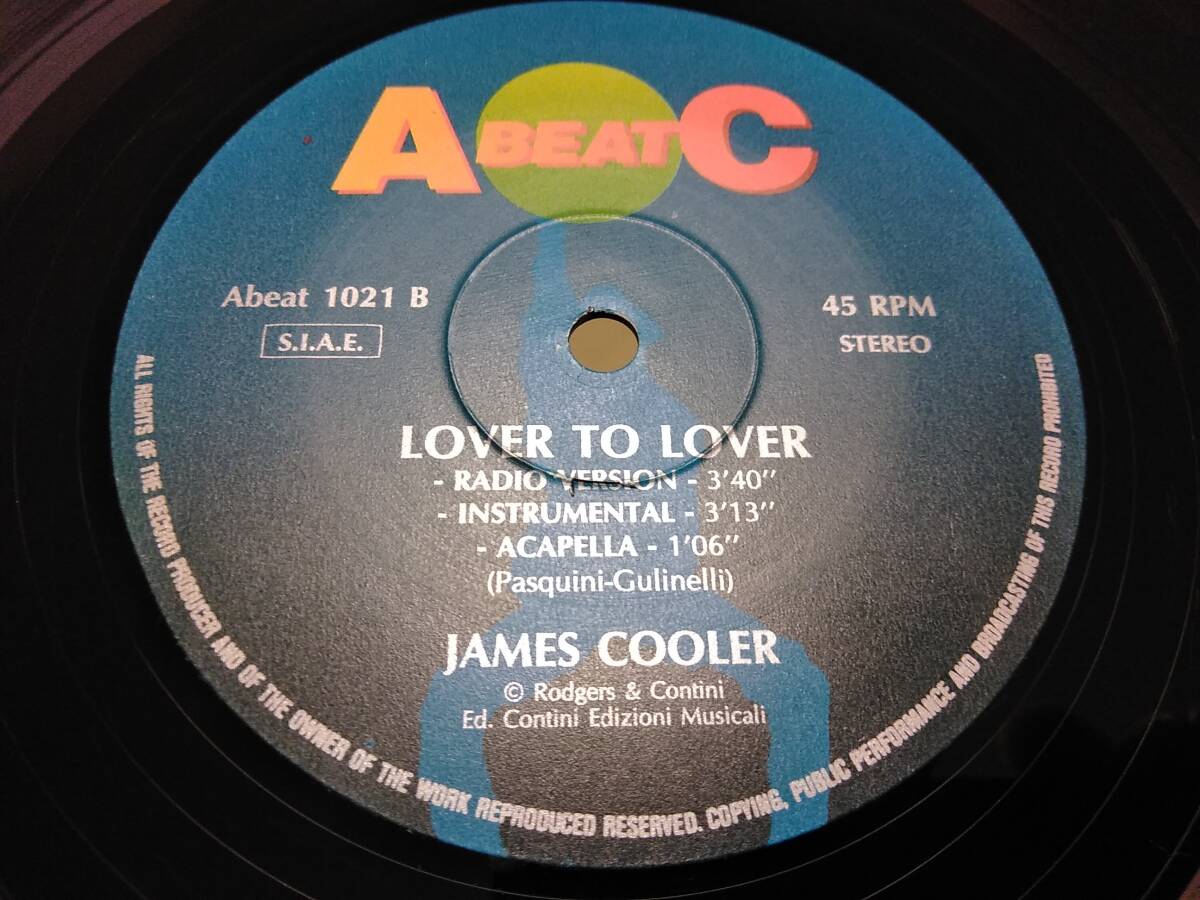 A BEAT C
Abeat 1021 B
45 RPM
S.I.A.E.
STEREO
LOVER TO LOVER
- RADIO VERSION - 3'40''
- INSTRUMENTAL - 3'13''
- ACAPELLA - 1'06''
(Pasquini-Gulinelli)
JAMES COOLER
© Rodgers & Contini
Ed. Contini Edizioni Musicali
ALL RIGHTS OF THE RECORD PRODUCER AND OF THE OWNER OF THE WORK REPRODUCED RESERVED. COPYING, PUBLIC PERFORMANCE AND BROADCASTING OF THIS RECORD PROHIBITED